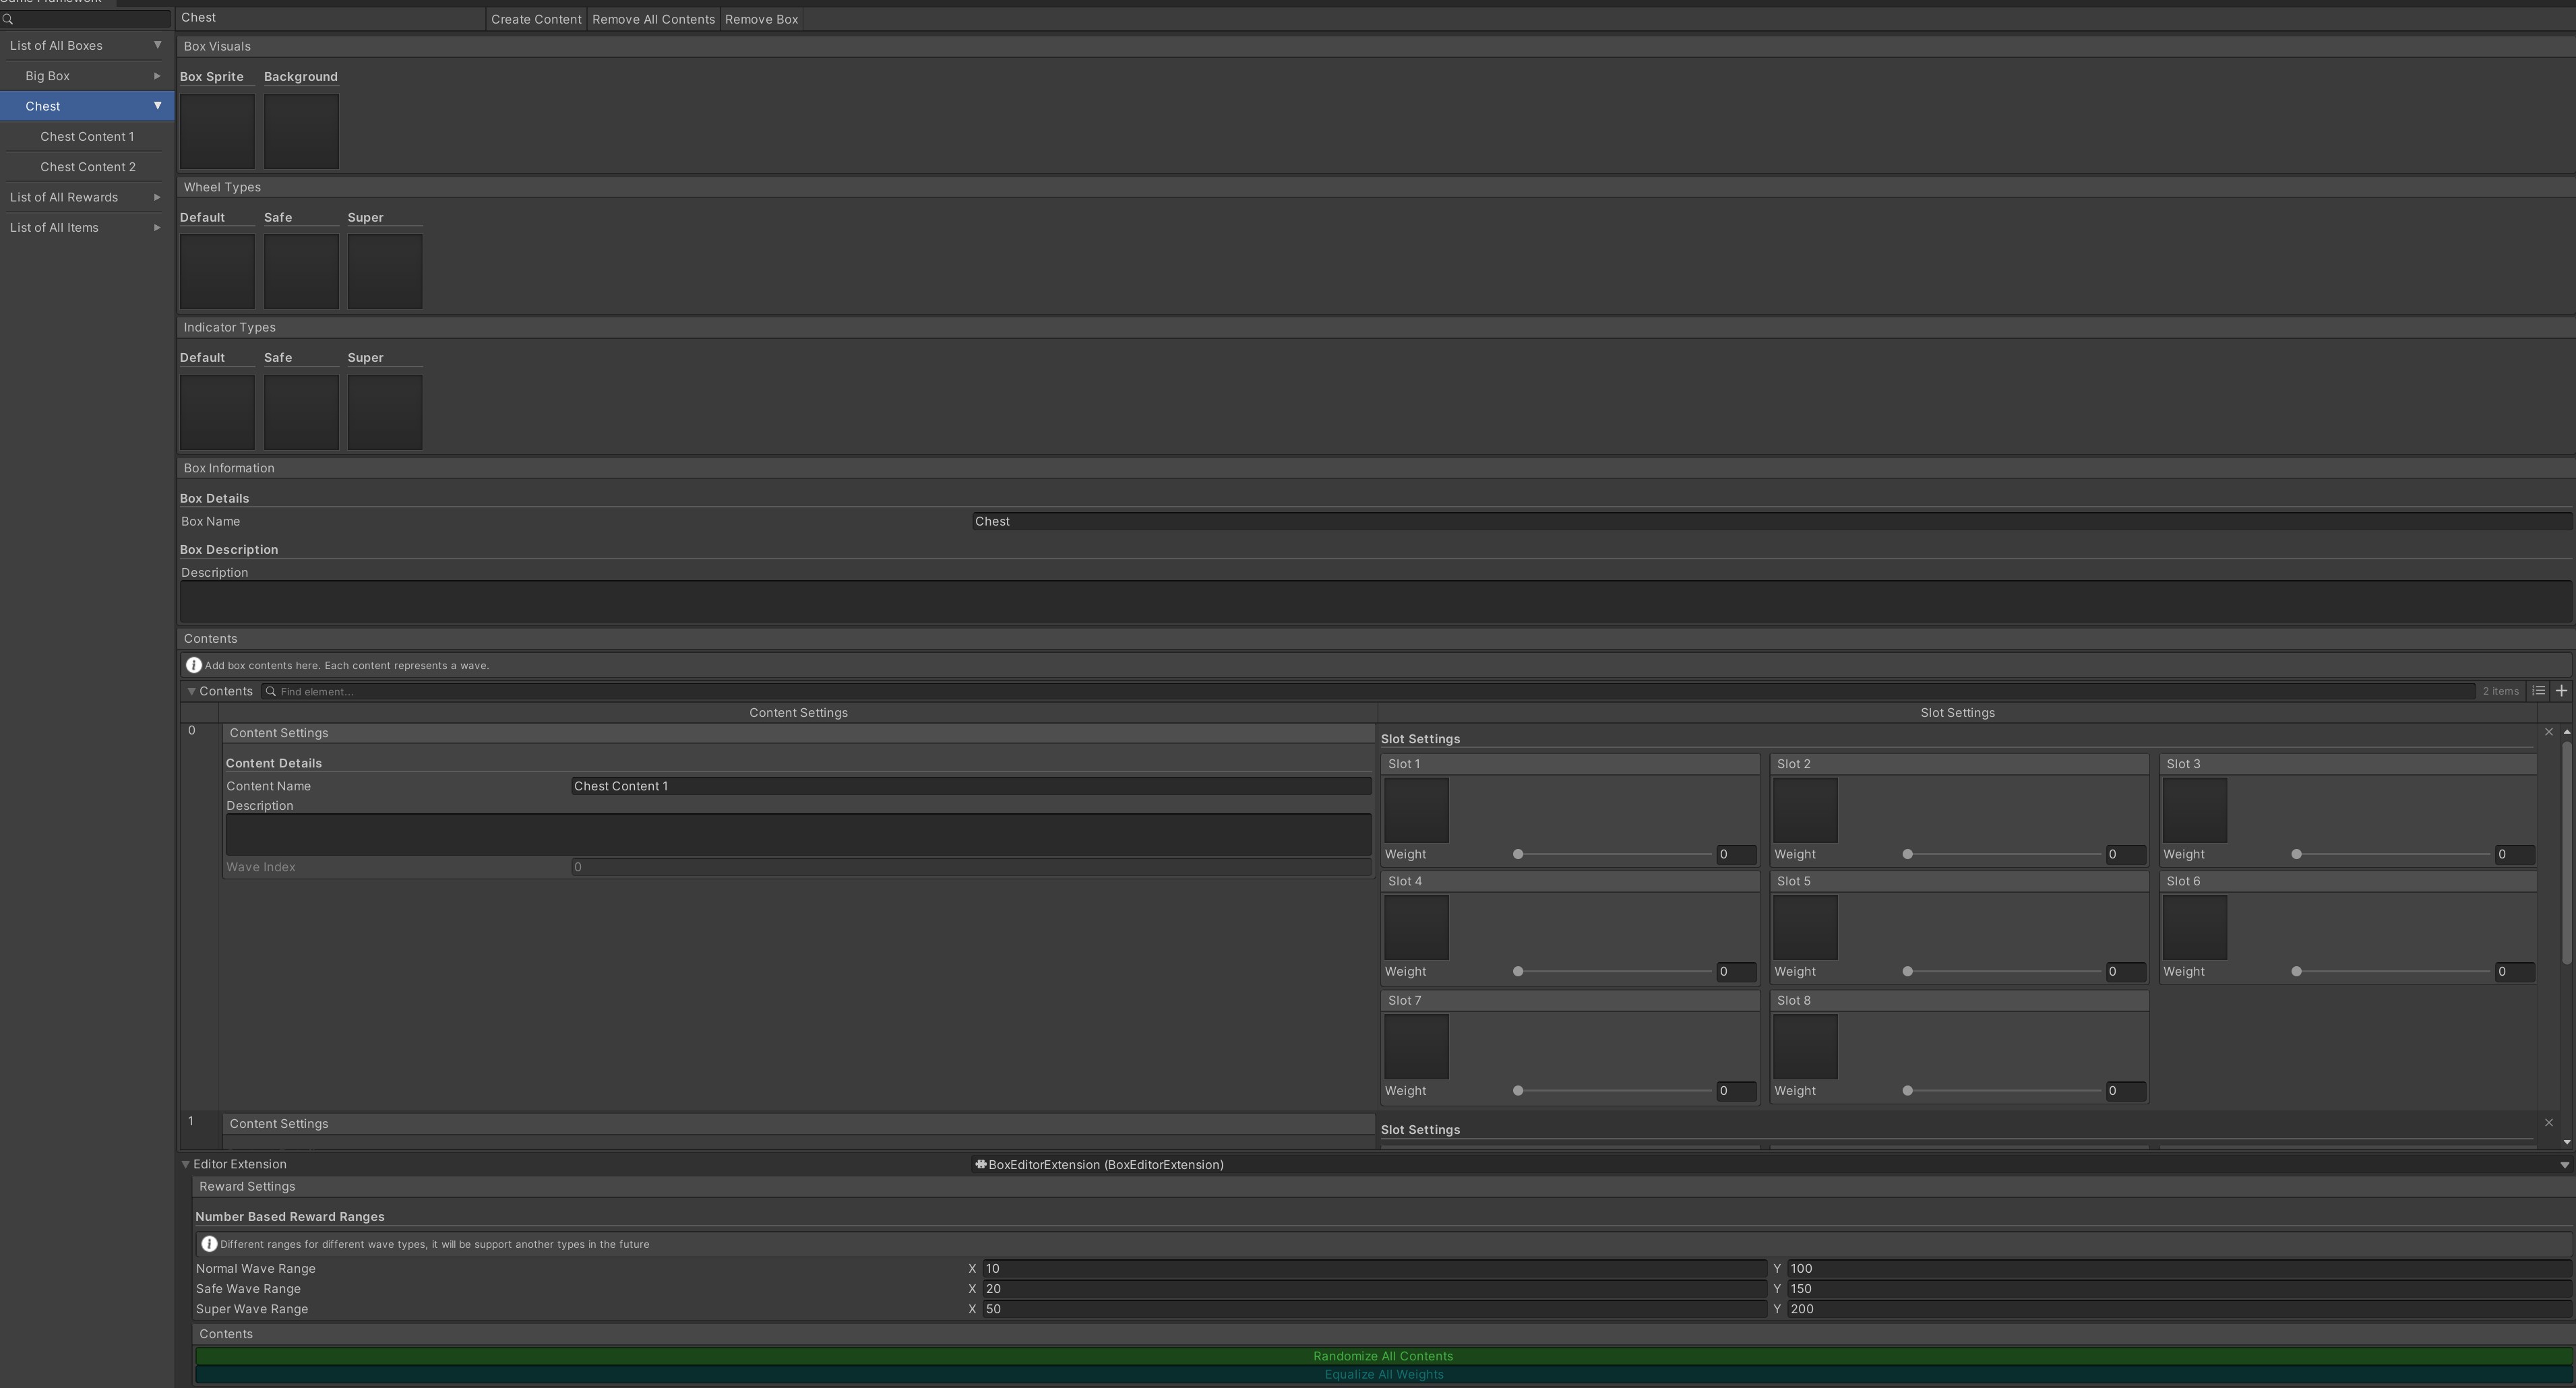 Chest
Create Content
Remove All Contents
Remove Box
List of All Boxes
Big Box
Chest
Chest Content 1
Chest Content 2
List of All Rewards
List of All Items
Box Visuals
Box Sprite
Background
Wheel Types
Default
Safe
Super
Indicator Types
Default
Safe
Super
Box Information
Box Details
Box Name
Chest
Box Description
Description
Contents
Add box contents here. Each content represents a wave.
Contents
Find element...
2 items
Content Settings
Slot Settings
0
Content Settings
Content Details
Content Name
Chest Content 1
Description
Wave Index
0
Slot Settings
Slot 1
Weight
0
Slot 2
Weight
0
Slot 3
Weight
0
Slot 4
Weight
0
Slot 5
Weight
0
Slot 6
Weight
0
Slot 7
Weight
0
Slot 8
Weight
0
1
Content Settings
Slot Settings
Editor Extension
BoxEditorExtension (BoxEditorExtension)
Reward Settings
Number Based Reward Ranges
Different ranges for different wave types, it will be support another types in the future
Normal Wave Range X 10 Y 100
Safe Wave Range X 20 Y 150
Super Wave Range X 50 Y 200
Contents
Randomize All Contents
Equalize All Weights